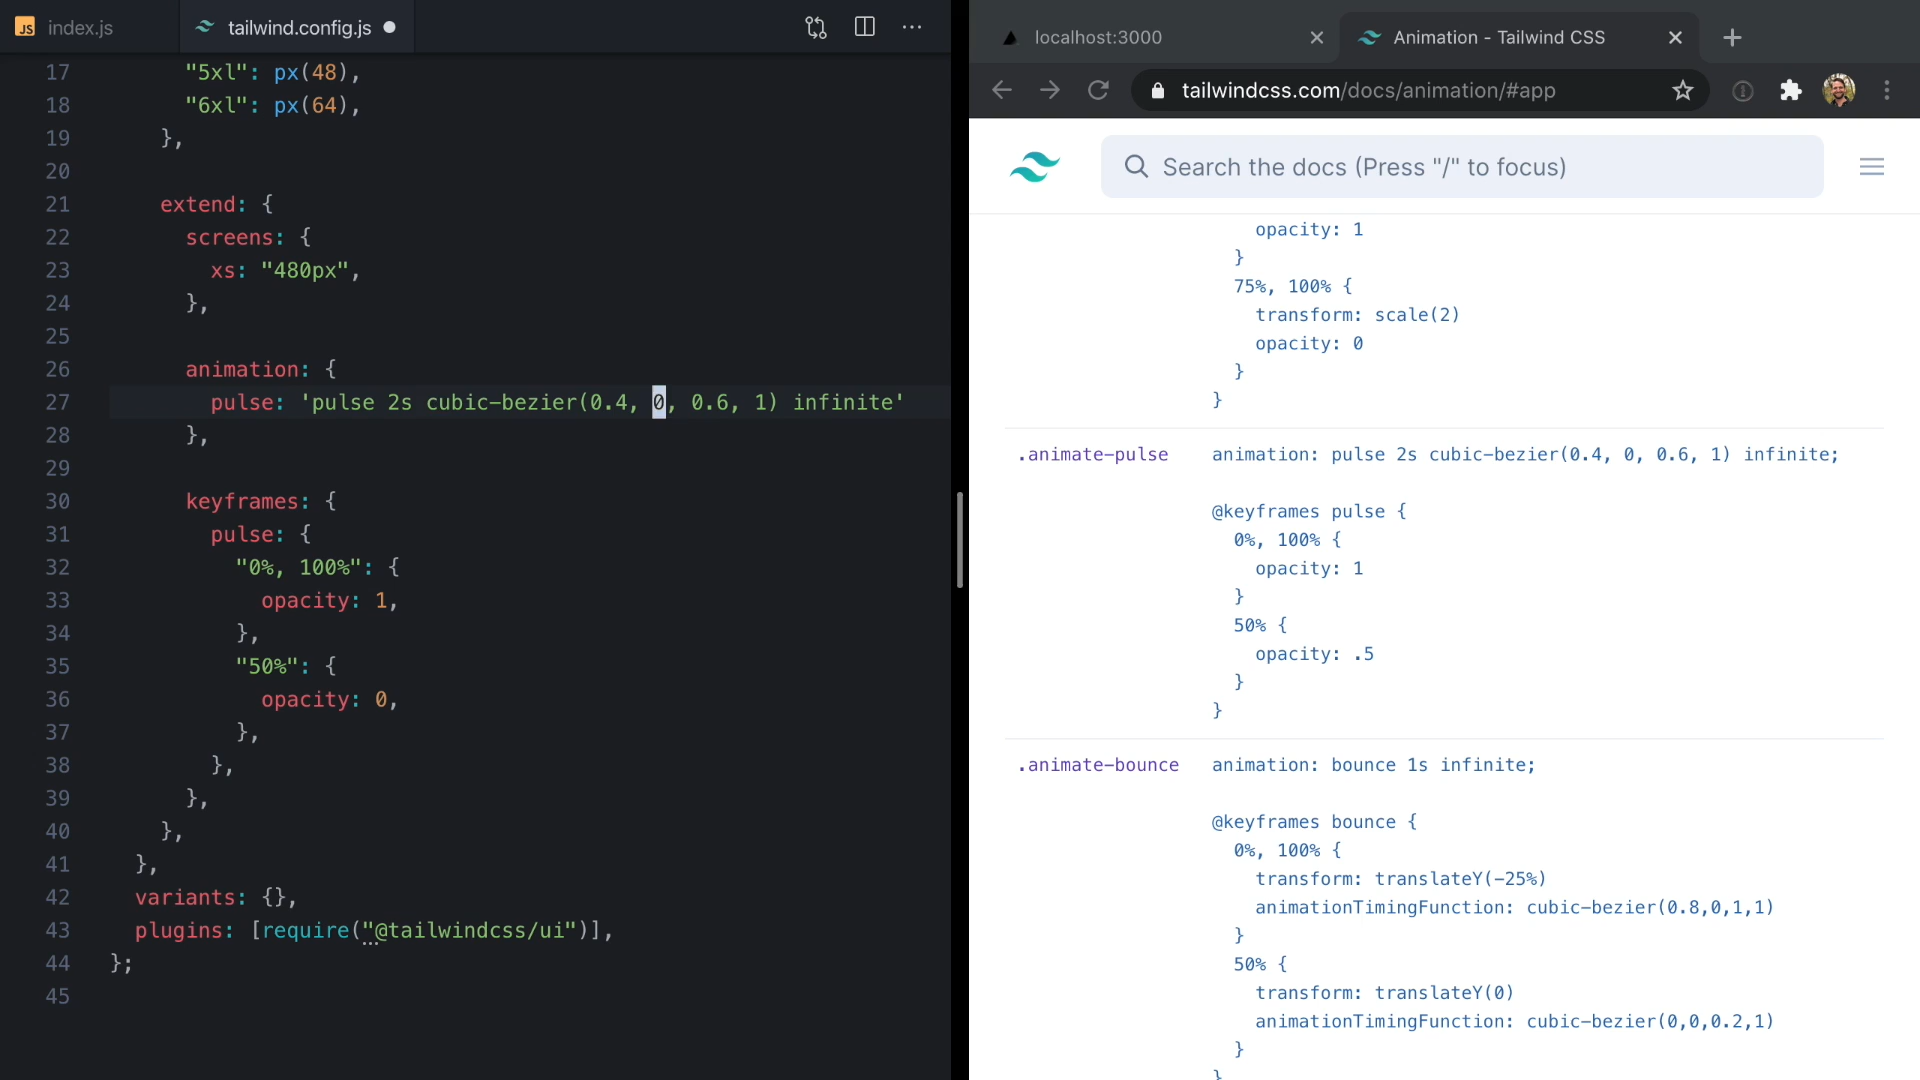 index.js
tailwind.config.js
17 "5xl": px(48),
18 "6xl": px(64),
19 },
20
21 extend: {
22 screens: {
23 xs: "480px",
24 },
25
26 animation: {
27 pulse: 'pulse 2s cubic-bezier(0.4, 0, 0.6, 1) infinite'
28 },
29
30 keyframes: {
31 pulse: {
32 "0%, 100%": {
33 opacity: 1,
34 },
35 "50%": {
36 opacity: 0,
37 },
38 },
39 },
40 },
41 },
42 variants: {},
43 plugins: [require("@tailwindcss/ui")],
44 };
45
localhost:3000
Animation - Tailwind CSS
tailwindcss.com/docs/animation/#app
Search the docs (Press "/" to focus)
opacity: 1
}
75%, 100% {
transform: scale(2)
opacity: 0
}
}
.animate-pulse animation: pulse 2s cubic-bezier(0.4, 0, 0.6, 1) infinite;
@keyframes pulse {
0%, 100% {
opacity: 1
}
50% {
opacity: .5
}
}
.animate-bounce animation: bounce 1s infinite;
@keyframes bounce {
0%, 100% {
transform: translateY(-25%)
animationTimingFunction: cubic-bezier(0.8,0,1,1)
}
50% {
transform: translateY(0)
animationTimingFunction: cubic-bezier(0,0,0.2,1)
}
}